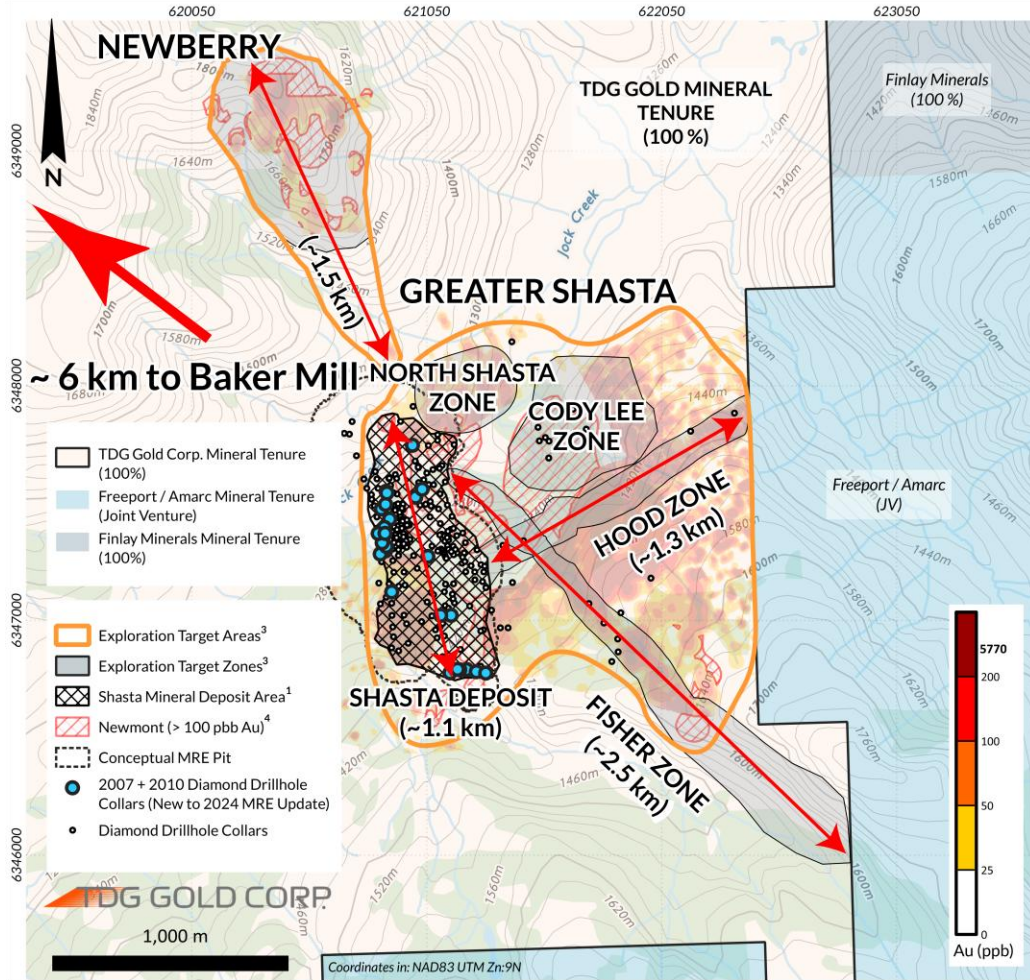 620050
621050
622050
623050
NEWBERRY
TDG GOLD MINERAL
TENURE
(100 %)
Finlay Minerals
(100 %)
6349000
N
Jock Creek
(~1.5 km)
GREATER SHASTA
~ 6 km to Baker Mill
NORTH SHASTA
ZONE
CODY LEE
ZONE
6348000
HOOD ZONE
(~1.3 km)
Freeport / Amarc
(JV)
TDG Gold Corp. Mineral Tenure
(100%)
Freeport / Amarc Mineral Tenure
(Joint Venture)
Finlay Minerals Mineral Tenure
(100%)
6347000
SHASTA DEPOSIT
(~1.1 km)
FISHER ZONE
(~2.5 km)
Exploration Target Areas³
Exploration Target Zones³
Shasta Mineral Deposit Area¹
Newmont (> 100 pbb Au)⁴
Conceptual MRE Pit
2007 + 2010 Diamond Drillhole
Collars (New to 2024 MRE Update)
Diamond Drillhole Collars
6346000
TDG GOLD CORP.
1,000 m
Coordinates in: NAD83 UTM Zn:9N
5770
200
100
50
25
0
Au (ppb)
1840m
1800m
1620m
1640m
1700m
1520m
1400m
1280m
1260m
1240m
1340m
1420m
1460m
1580m
1660m
1600m
1700m
1500m
1540m
1440m
1360m
1440m
1580m
1600m
1700m
1760m
1600m
1460m
1560m
1420m
1580m
1680m